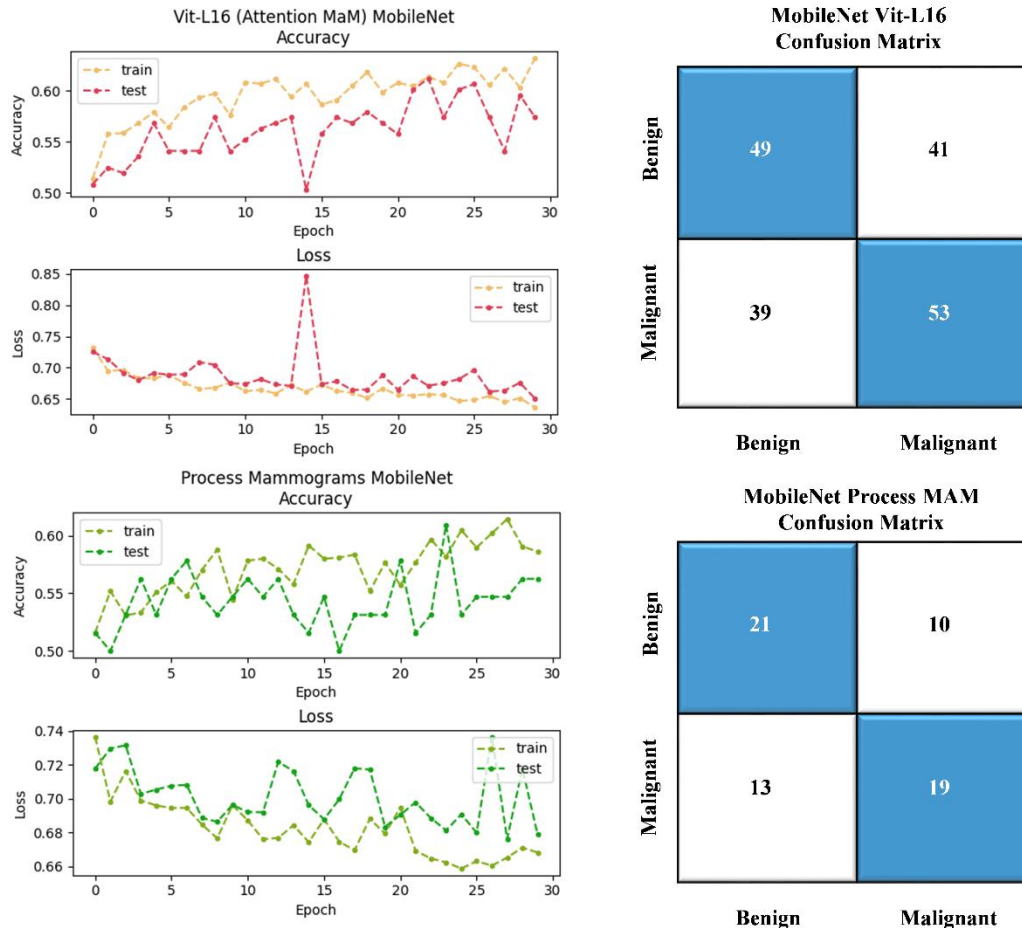 Vit-L16 (Attention MaM) MobileNet
Accuracy
train
test
0.60
0.55
0.50
Accuracy
0 5 10 15 20 25 30
Epoch
Loss
train
test
0.85
0.80
0.75
0.70
0.65
Loss
0 5 10 15 20 25 30
Epoch
MobileNet Vit-L16
Confusion Matrix
Benign
49 41
Malignant
39 53
Benign Malignant
Process Mammograms MobileNet
Accuracy
train
test
0.60
0.55
0.50
Accuracy
0 5 10 15 20 25 30
Epoch
Loss
train
test
0.74
0.72
0.70
0.68
0.66
Loss
0 5 10 15 20 25 30
Epoch
MobileNet Process MAM
Confusion Matrix
Benign
21 10
Malignant
13 19
Benign Malignant